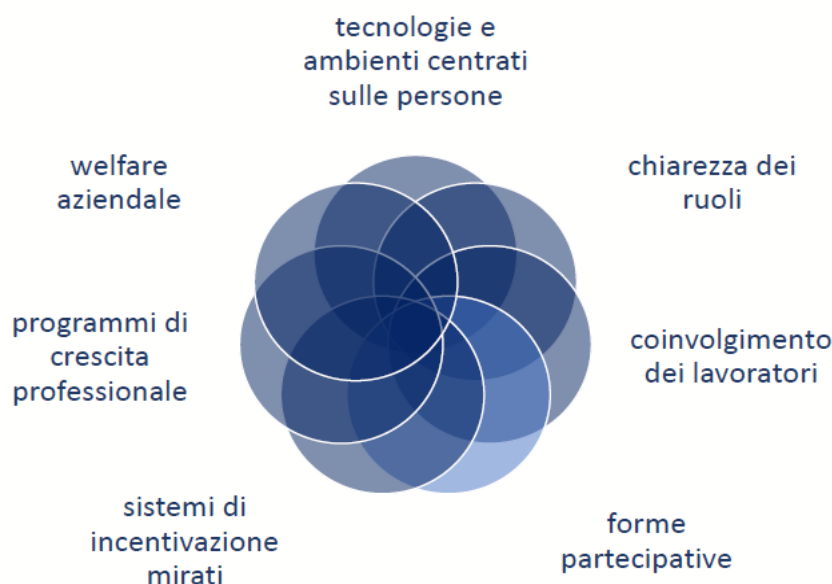 tecnologie e
ambienti centrati
sulle persone
welfare
aziendale
chiarezza dei
ruoli
programmi di
crescita
professionale
coinvolgimento
dei lavoratori
sistemi di
incentivazione
mirati
forme
partecipative